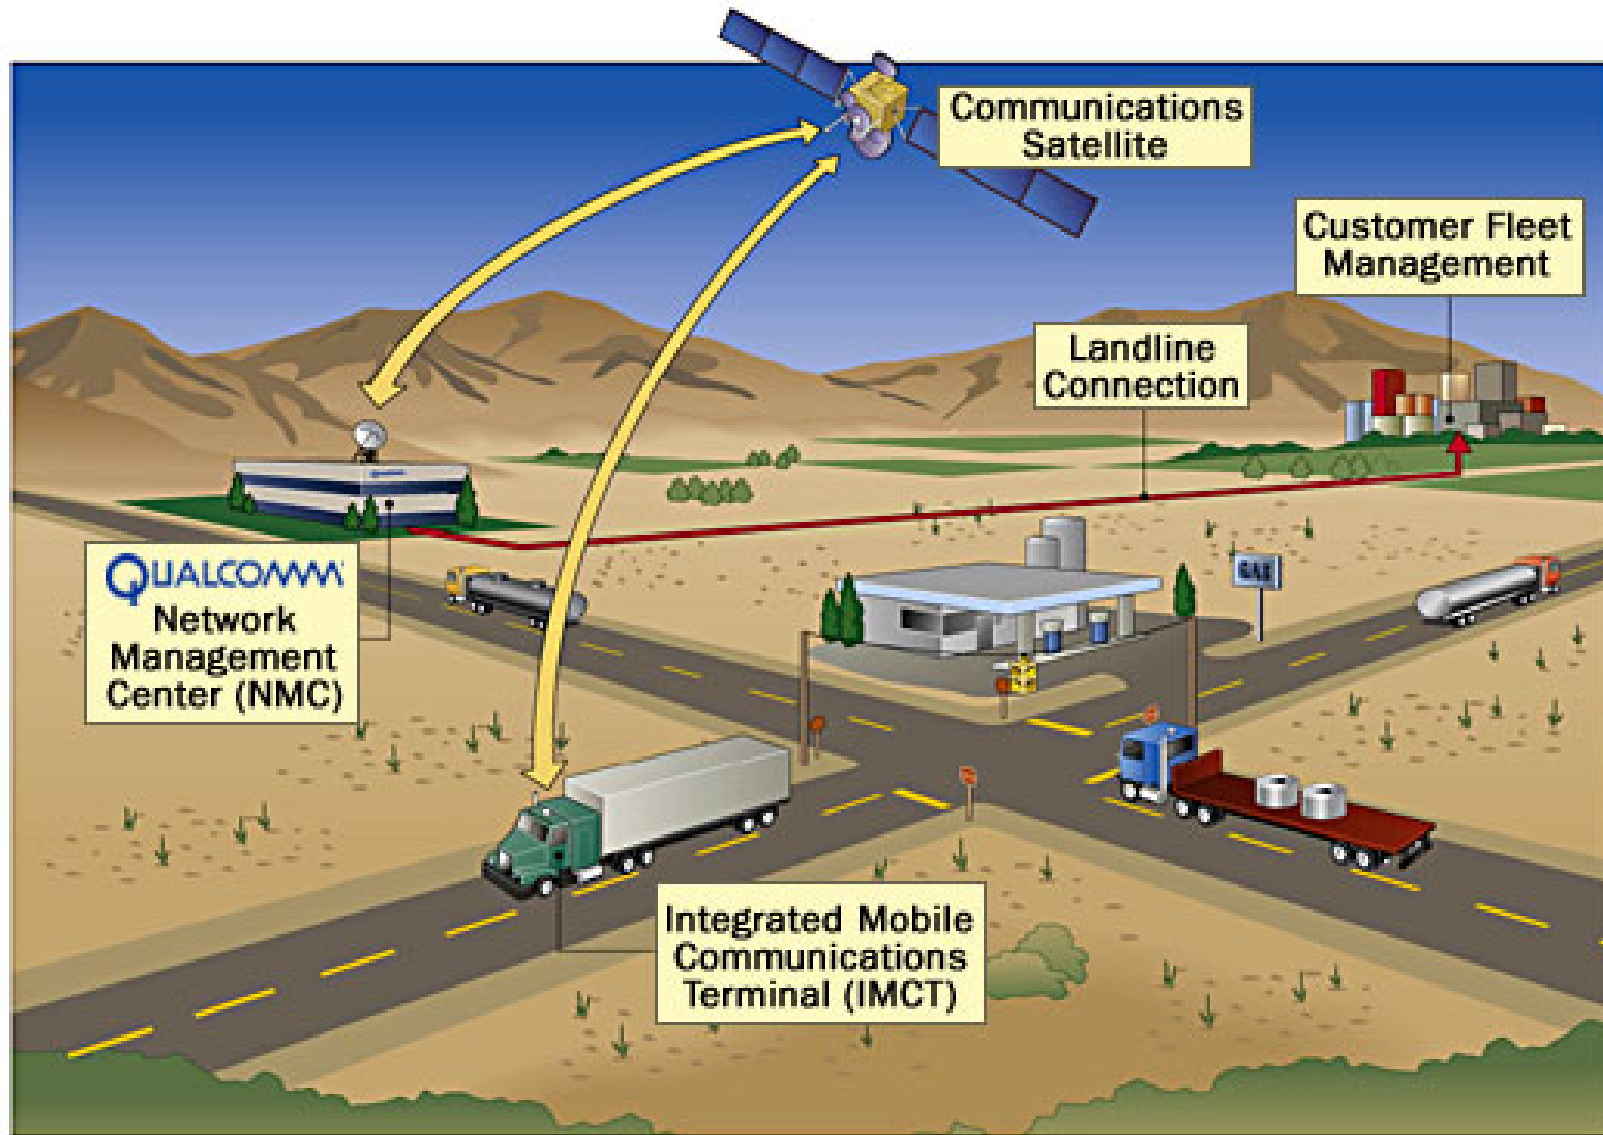 Communications
Satellite
Customer Fleet
Management
Landline
Connection
QUALCOMM
Network
Management
Center (NMC)
GAS
Integrated Mobile
Communications
Terminal (IMCT)